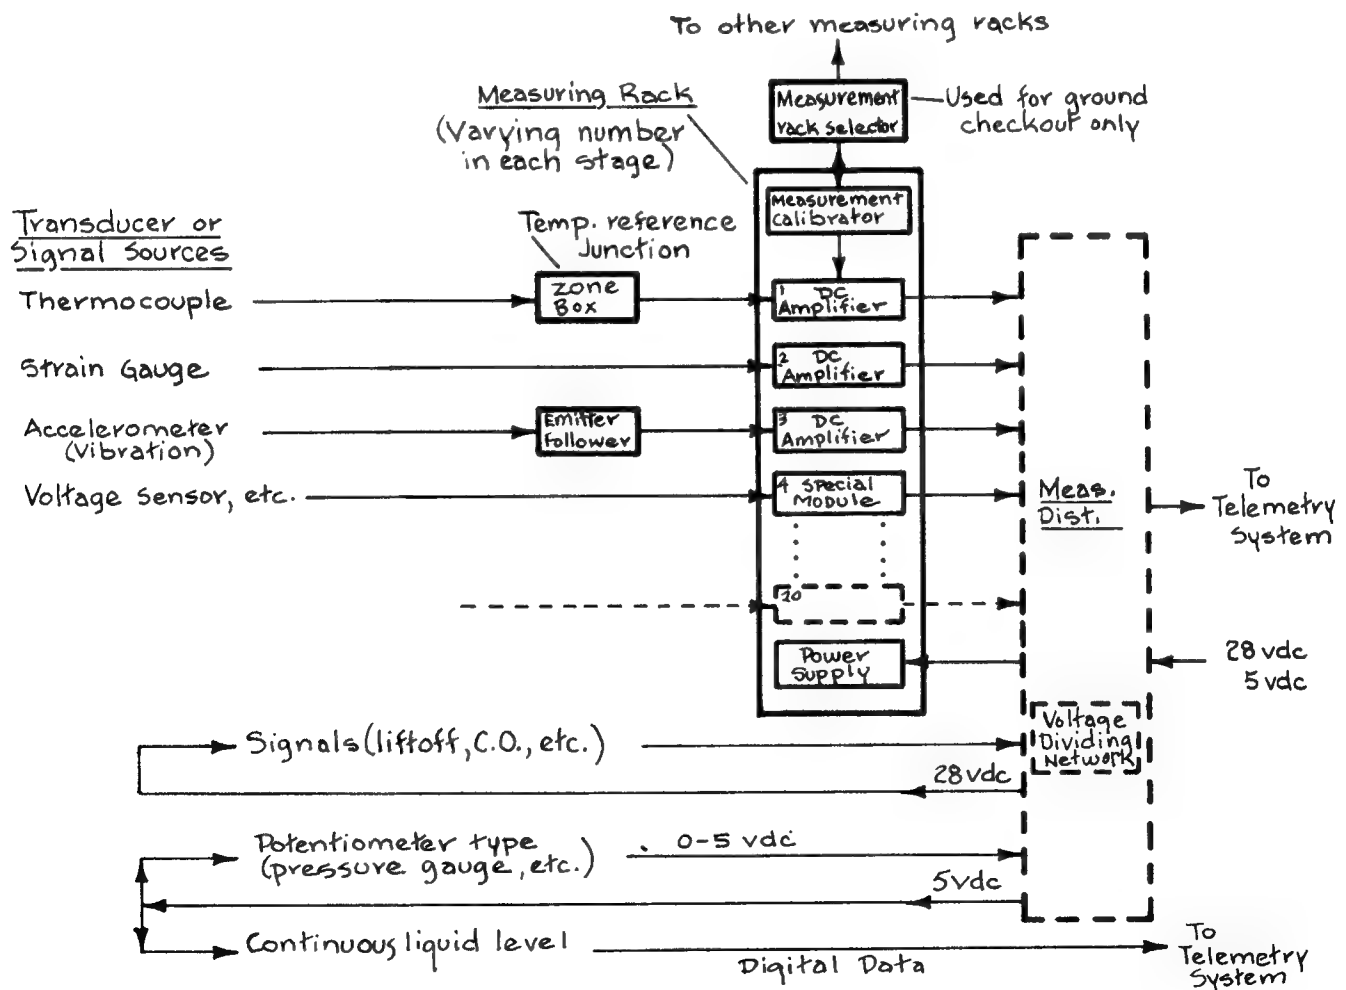 To other measuring racks
Measuring Rack
(Varying number
in each stage)
Measurement
rack selector
Used for ground
checkout only
Measurement
Calibrator
Transducer or
Signal Sources
Temp. reference
Junction
Thermocouple
Zone
Box
1 DC
Amplifier
Strain Gauge
2 DC
Amplifier
Accelerometer
(Vibration)
Emitter
Follower
3 DC
Amplifier
Voltage sensor, etc.
4 Special
Module
Meas.
Dist.
To
Telemetry
System
20
Power
Supply
28 vdc
5 vdc
Signals (liftoff, C.O., etc.)
28 vdc
Voltage
Dividing
Network
Potentiometer type
(pressure gauge, etc.)
0-5 vdc
5 vdc
Continuous liquid level
Digital Data
To
Telemetry
System